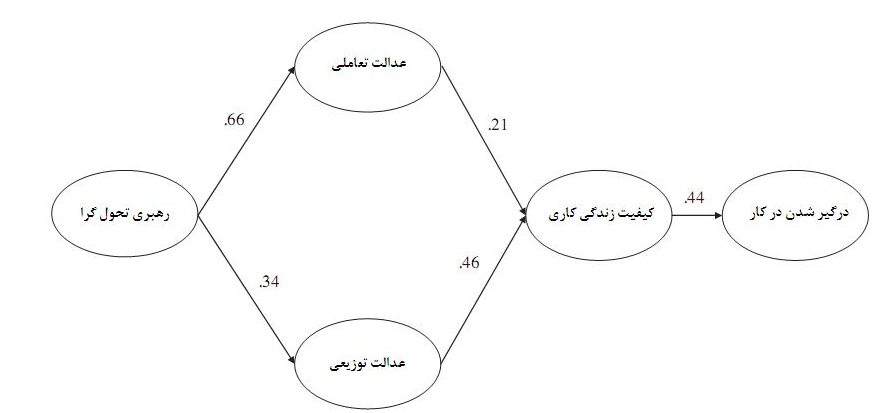 عدالت تعاملی
.66
.21
رهبری تحول گرا
کیفیت زندگی کاری
.44
درگیر شدن در کار
.34
.46
عدالت توزیعی